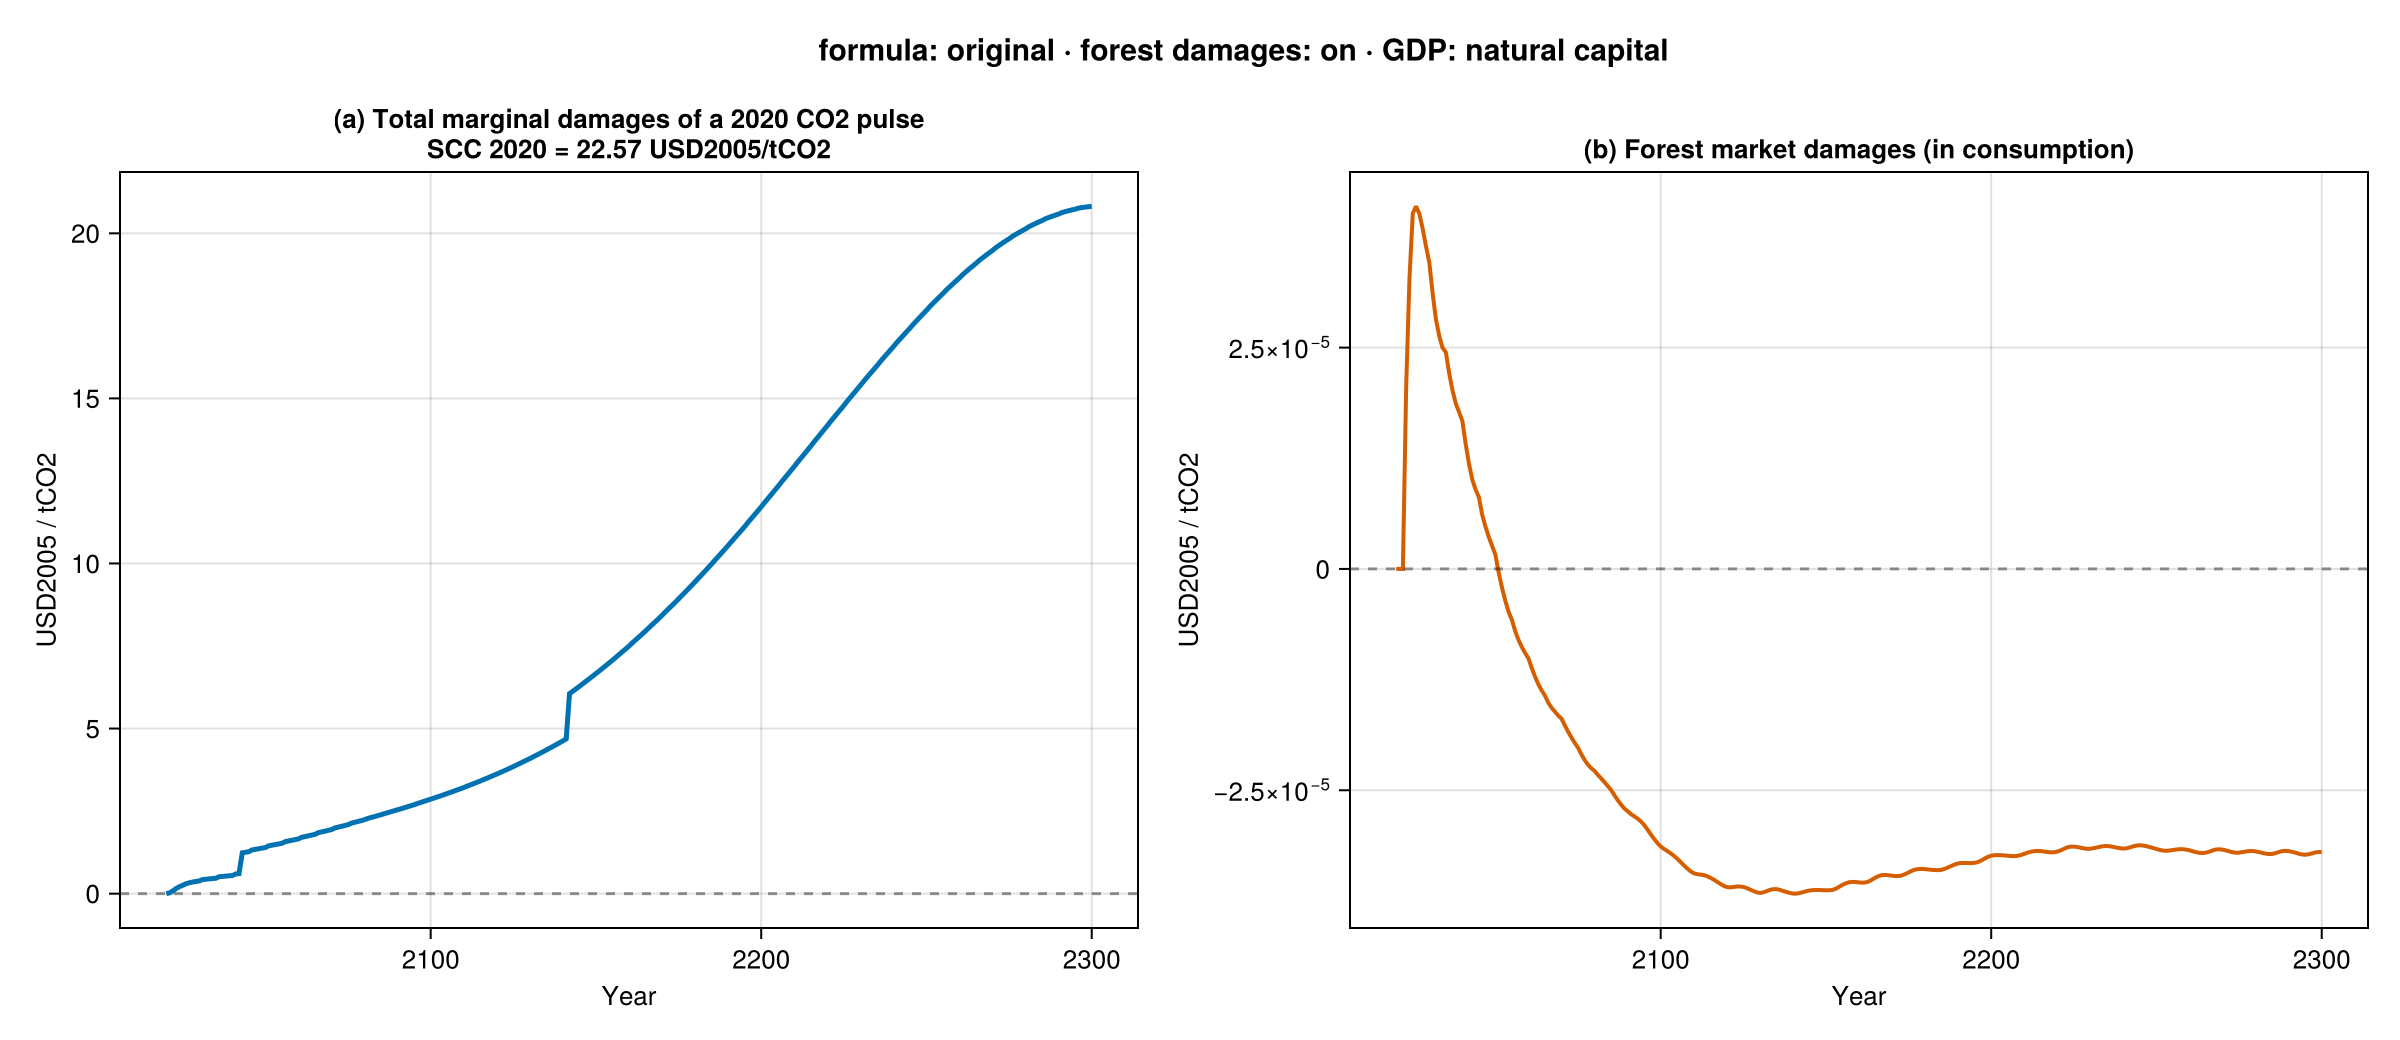 formula: original · forest damages: on · GDP: natural capital
(a) Total marginal damages of a 2020 CO2 pulse
SCC 2020 = 22.57 USD2005/tCO2
USD2005 / tCO2
20
15
10
5
0
2100
2200
2300
Year
(b) Forest market damages (in consumption)
USD2005 / tCO2
2.5×10⁻⁵
0
−2.5×10⁻⁵
2100
2200
2300
Year